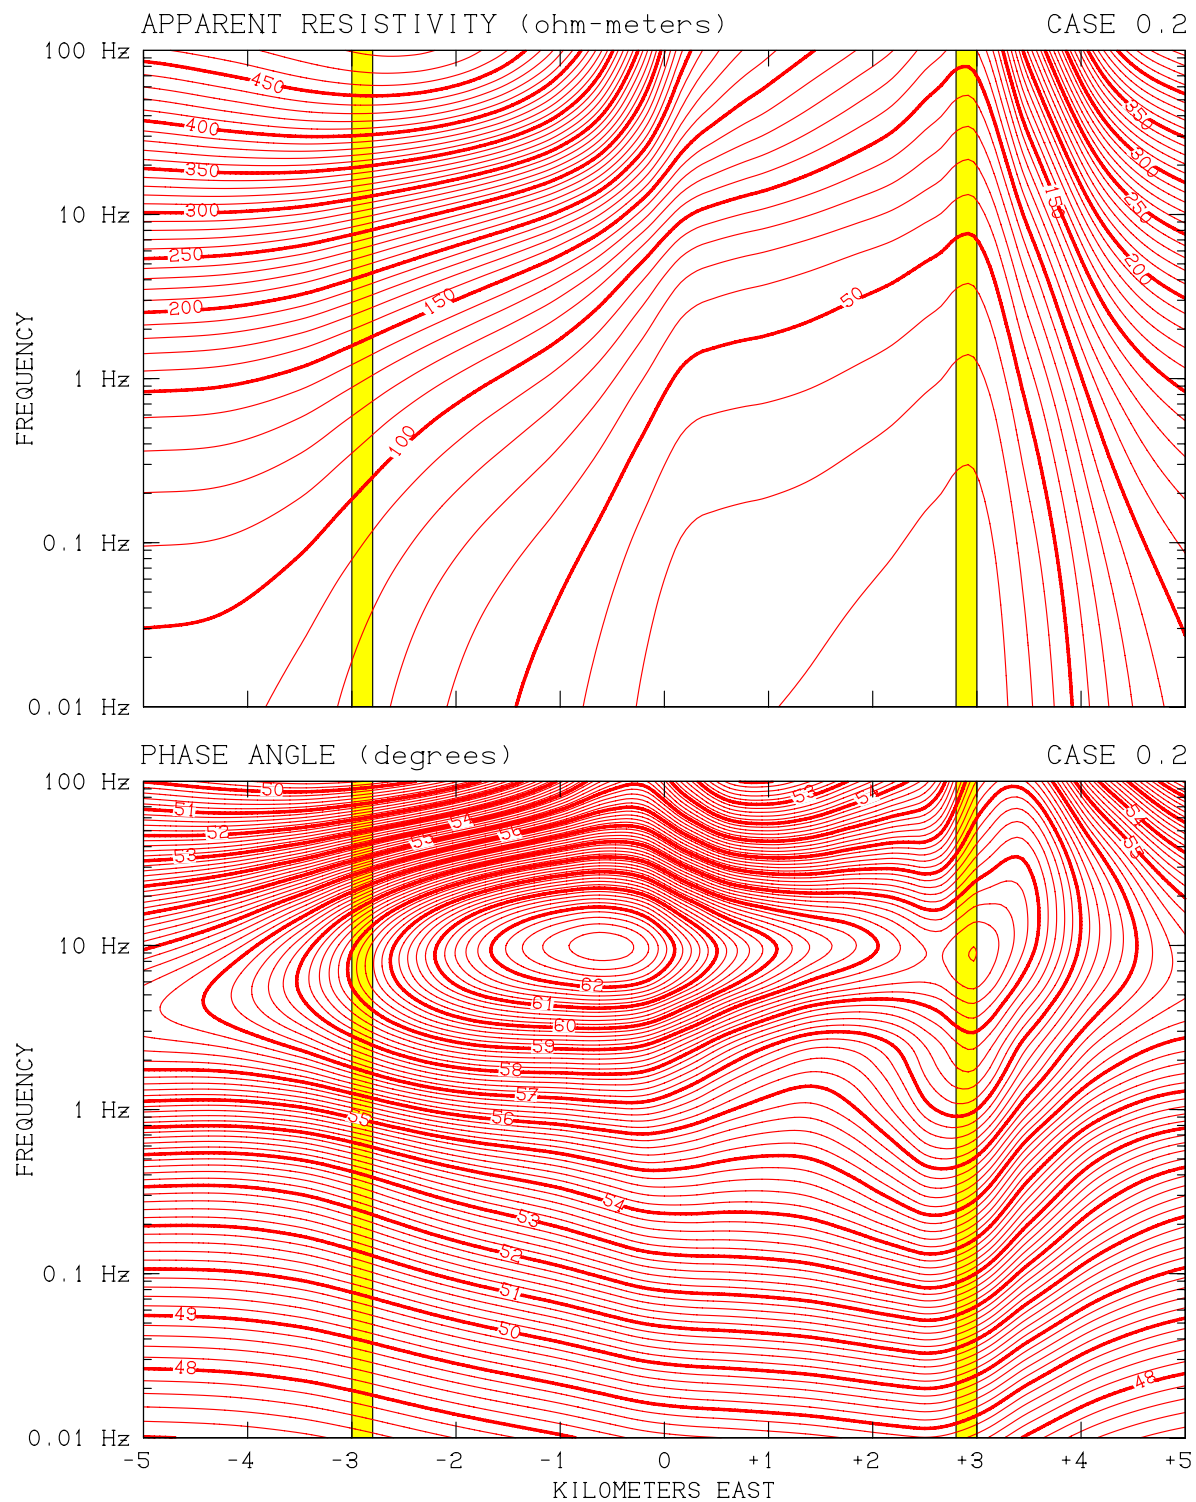 APPARENT RESISTIVITY (ohm-meters) CASE 0.2
100 Hz
10 Hz
1 Hz
0.1 Hz
0.01 Hz
FREQUENCY
450
400
350
300
250
200
150
100
50
150
350
300
250
200
PHASE ANGLE (degrees) CASE 0.2
100 Hz
10 Hz
1 Hz
0.1 Hz
0.01 Hz
FREQUENCY
50
51
52
53
54
53
54
55
62
61
60
59
58
57
56
55
54
53
52
51
50
49
48
48
-5 -4 -3 -2 -1 0 +1 +2 +3 +4 +5
KILOMETERS EAST